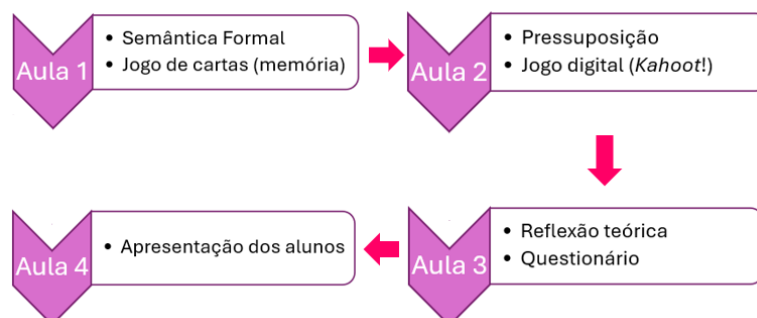 Aula 1
• Semântica Formal
• Jogo de cartas (memória)
Aula 2
• Pressuposição
• Jogo digital (Kahoot!)
Aula 3
• Reflexão teórica
• Questionário
Aula 4
• Apresentação dos alunos